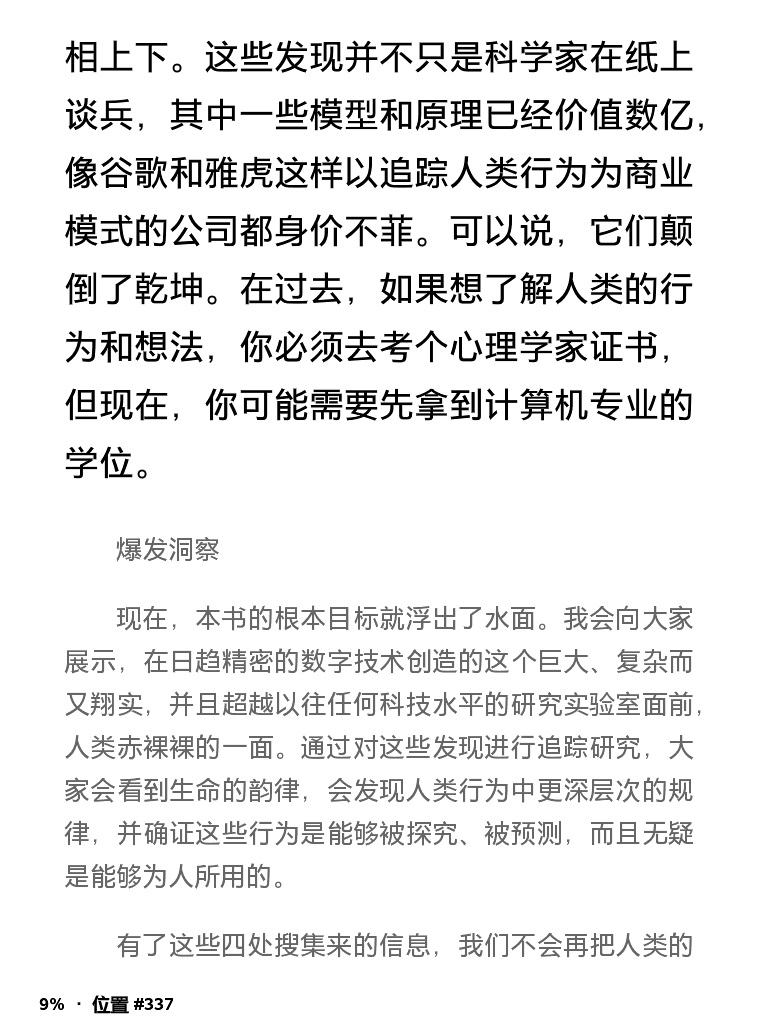 相上下。这些发现并不只是科学家在纸上
谈兵，其中一些模型和原理已经价值数亿，
像谷歌和雅虎这样以追踪人类行为为商业
模式的公司都身价不菲。可以说，它们颠
倒了乾坤。在过去，如果想了解人类的行
为和想法，你必须去考个心理学家证书，
但现在，你可能需要先拿到计算机专业的
学位。
爆发洞察
现在，本书的根本目标就浮出了水面。我会向大家
展示，在日趋精密的数字技术创造的这个巨大、复杂而
又翔实，并且超越以往任何科技水平的研究实验室面前，
人类赤裸裸的一面。通过对这些发现进行追踪研究，大
家会看到生命的韵律，会发现人类行为中更深层次的规
律，并确证这些行为是能够被探究、被预测，而且无疑
是能够为人所用的。
有了这些四处搜集来的信息，我们不会再把人类的
9% · 位置 #337